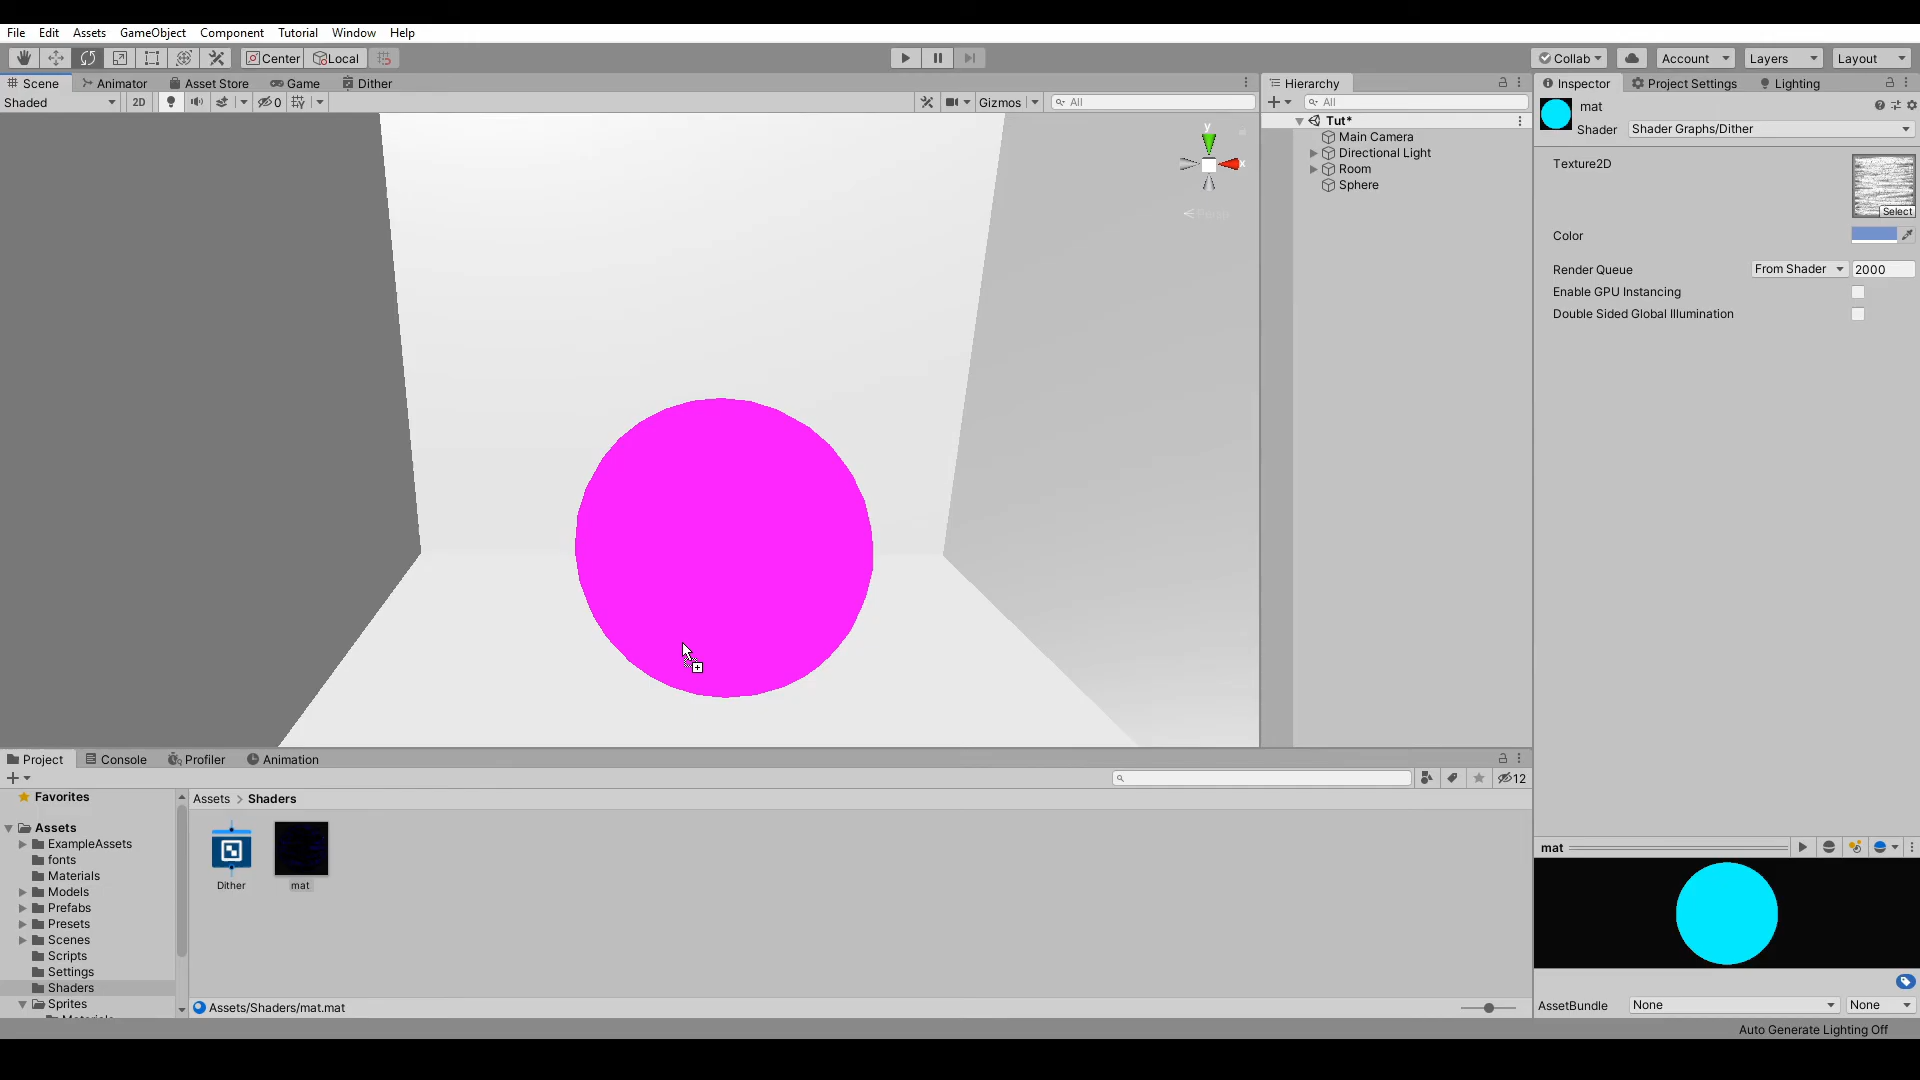 File Edit Assets GameObject Component Tutorial Window Help
Center Local Collab Account Layers Layout
Scene Animator Asset Store Game Dither
Shaded 2D 0 Gizmos All
y
x
Persp
Hierarchy
All
Tut*
Main Camera
Directional Light
Room
Sphere
Inspector Project Settings Lighting
mat
Shader Shader Graphs/Dither
Texture2D
Select
Color
Render Queue From Shader 2000
Enable GPU Instancing
Double Sided Global Illumination
Project Console Profiler Animation
12
Favorites
Assets
ExampleAssets
fonts
Materials
Models
Prefabs
Presets
Scenes
Scripts
Settings
Shaders
Sprites
Materials
Assets > Shaders
Dither mat
Assets/Shaders/mat.mat
mat
AssetBundle None None
Auto Generate Lighting Off